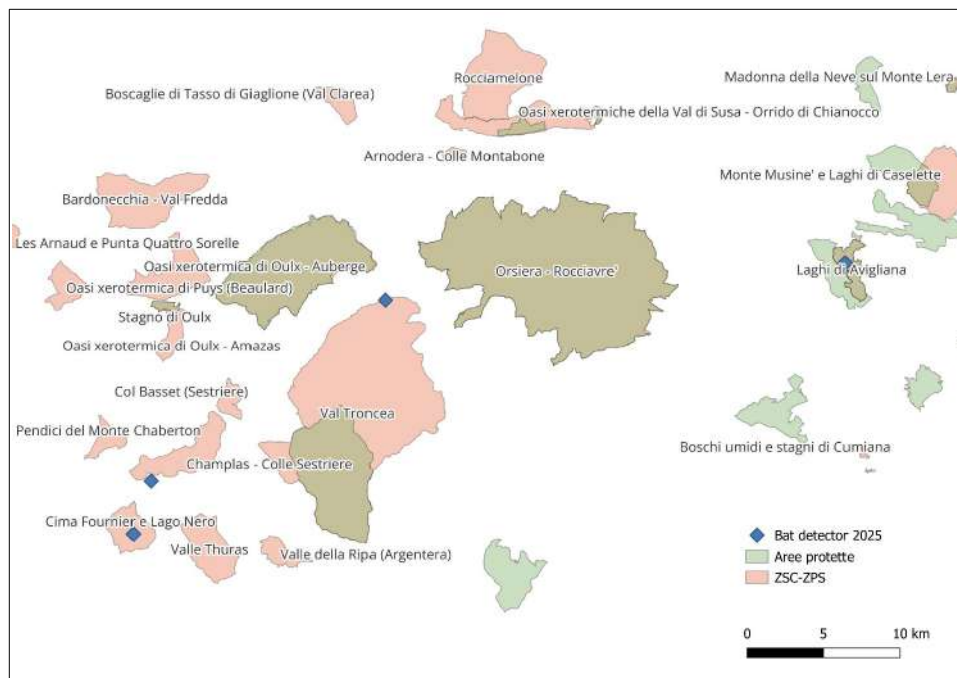 Rocciamelone
Madonna della Neve sul Monte Lera
Boscaglie di Tasso di Giaglione (Val Clarea)
Oasi xerotermiche della Val di Susa - Orrido di Chianocco
Arnodera - Colle Montabone
Monte Musine' e Laghi di Caselette
Bardonecchia - Val Fredda
Les Arnaud e Punta Quattro Sorelle
Oasi xerotermica di Oulx - Auberge
Orsiera - Rocciavre'
Laghi di Avigliana
Oasi xerotermica di Puys (Beaulard)
Stagno di Oulx
Oasi xerotermica di Oulx - Amazas
Col Basset (Sestriere)
Val Troncea
Pendici del Monte Chaberton
Boschi umidi e stagni di Cumiana
Champlas - Colle Sestriere
Cima Fournier e Lago Nero
Valle Thuras
Valle della Ripa (Argentera)
Bat detector 2025
Aree protette
ZSC-ZPS
0 5 10 km